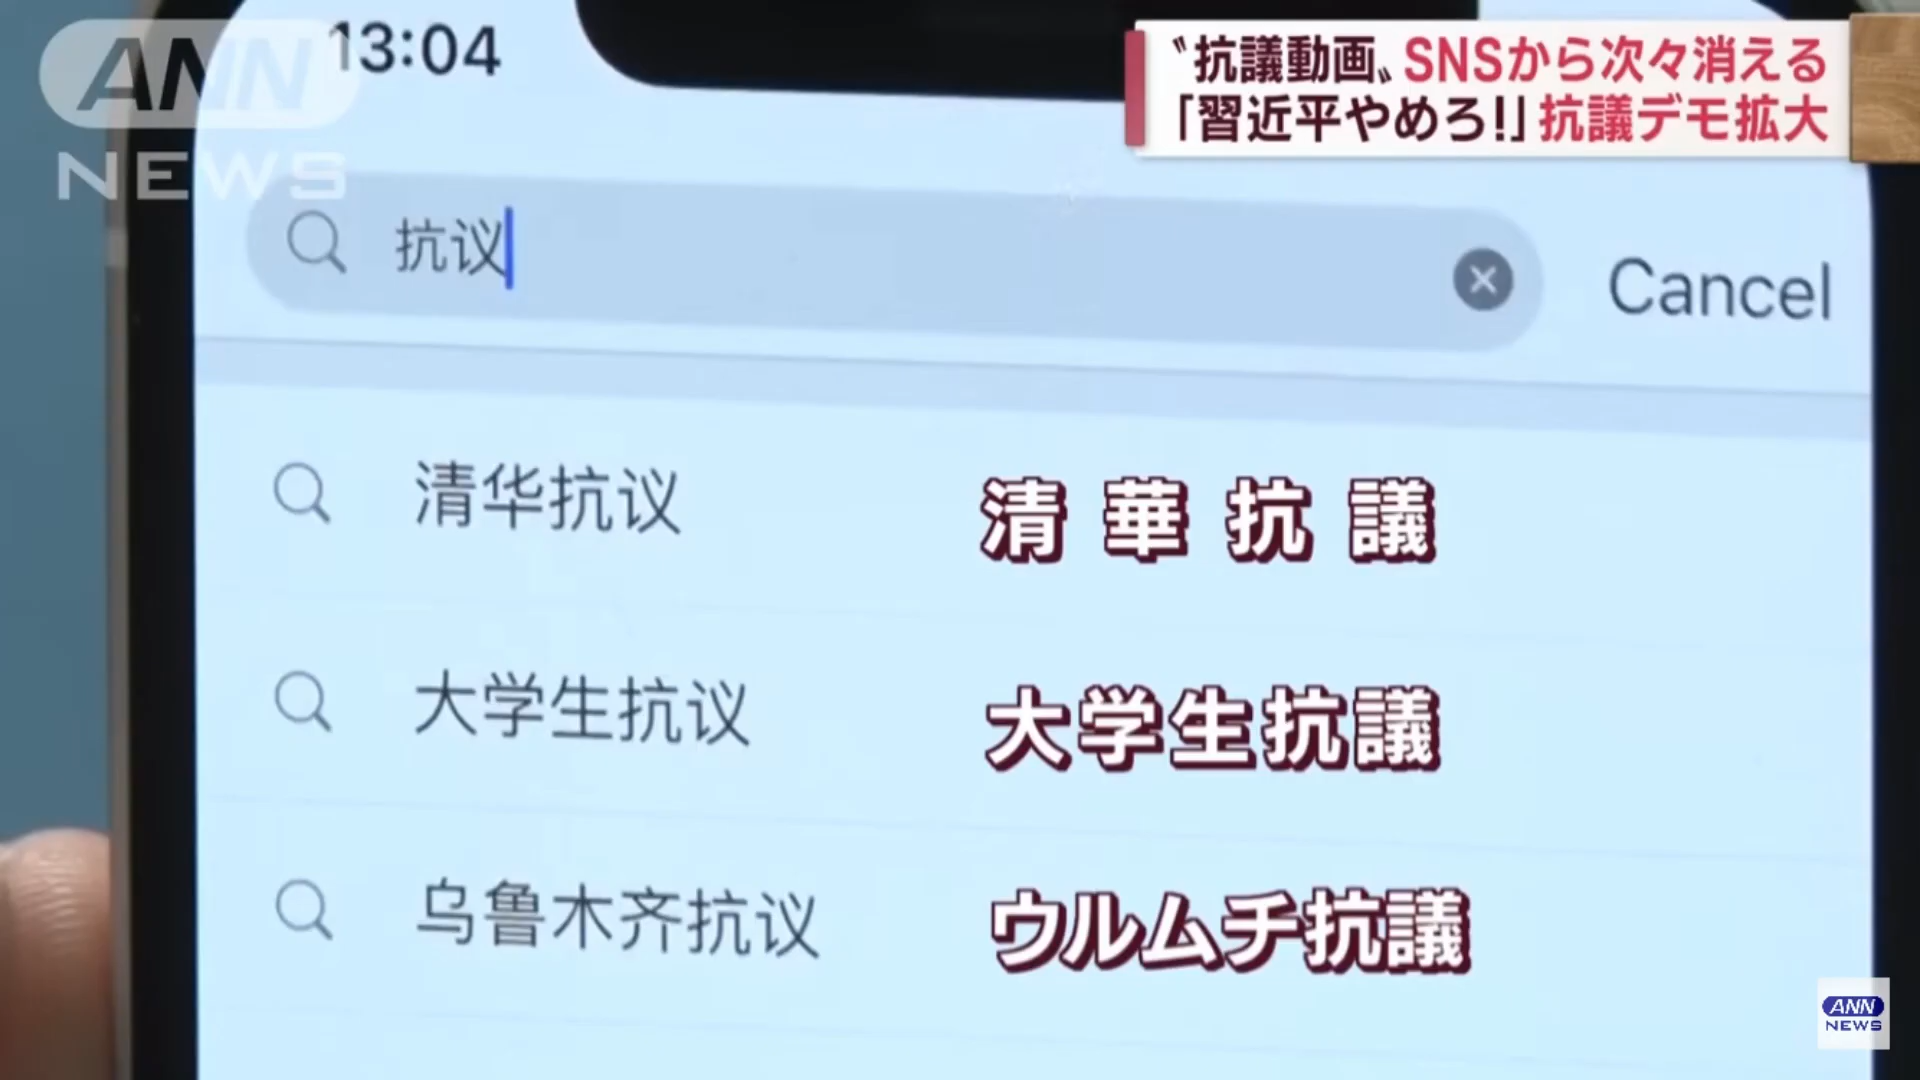 ANN
NEWS
13:04
〝抗議動画〟SNSから次々消える
「習近平やめろ!」抗議デモ拡大
抗议
Cancel
清华抗议
清華抗議
大学生抗议
大学生抗議
乌鲁木齐抗议
ウルムチ抗議
ANN
NEWS